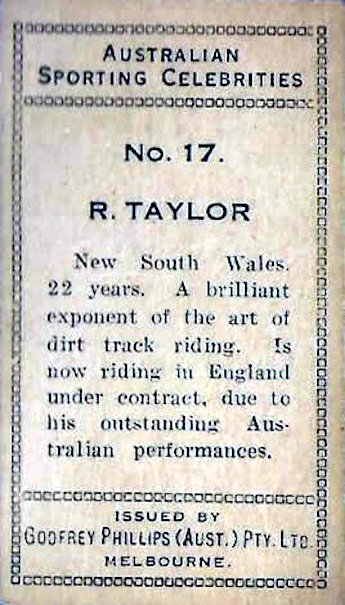 AUSTRALIAN
SPORTING CELEBRITIES
No. 17.
R. TAYLOR
New South Wales.
22 years. A brilliant
exponent of the art of
dirt track riding. Is
now riding in England
under contract, due to
his outstanding Aus-
tralian performances.
ISSUED BY
GODFREY PHILLIPS (AUST.) PTY. LTD.
MELBOURNE.